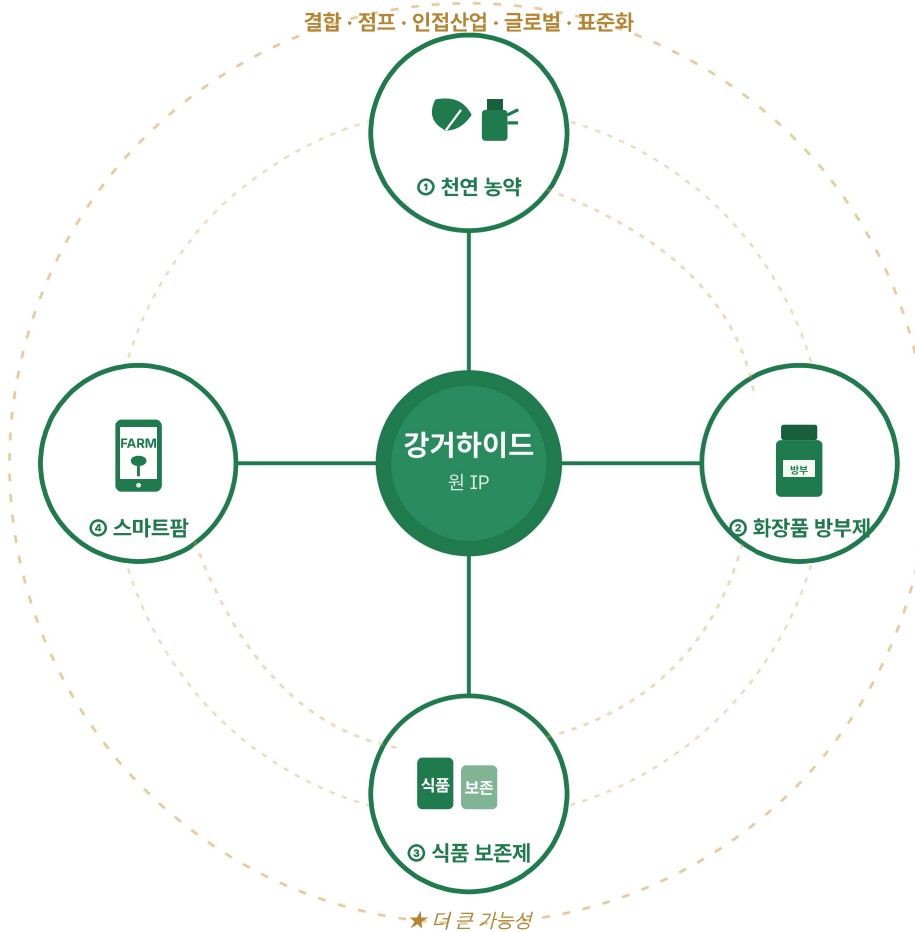 결합 · 점프 · 인접산업 · 글로벌 · 표준화
① 천연 농약
강거하이드
원 IP
FARM
④ 스마트팜
방부
② 화장품 방부제
식품
보존
③ 식품 보존제
★ 더 큰 가능성